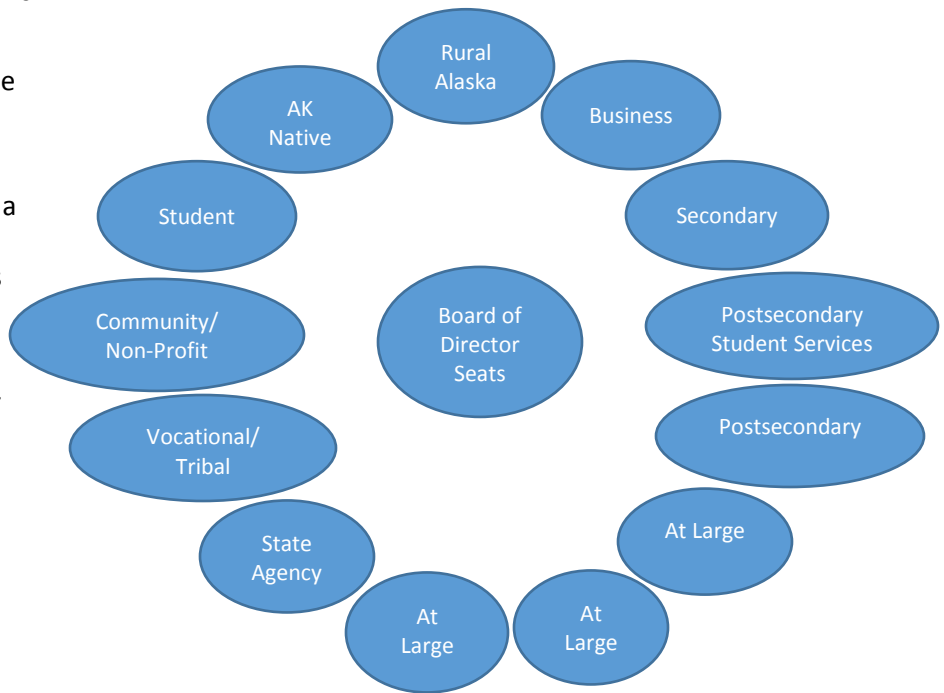 e
a
s
Rural
Alaska
AK
Native
Business
Student
Secondary
Community/
Non-Profit
Board of
Director
Seats
Postsecondary
Student Services
Vocational/
Tribal
Postsecondary
State
Agency
At Large
At
Large
At
Large